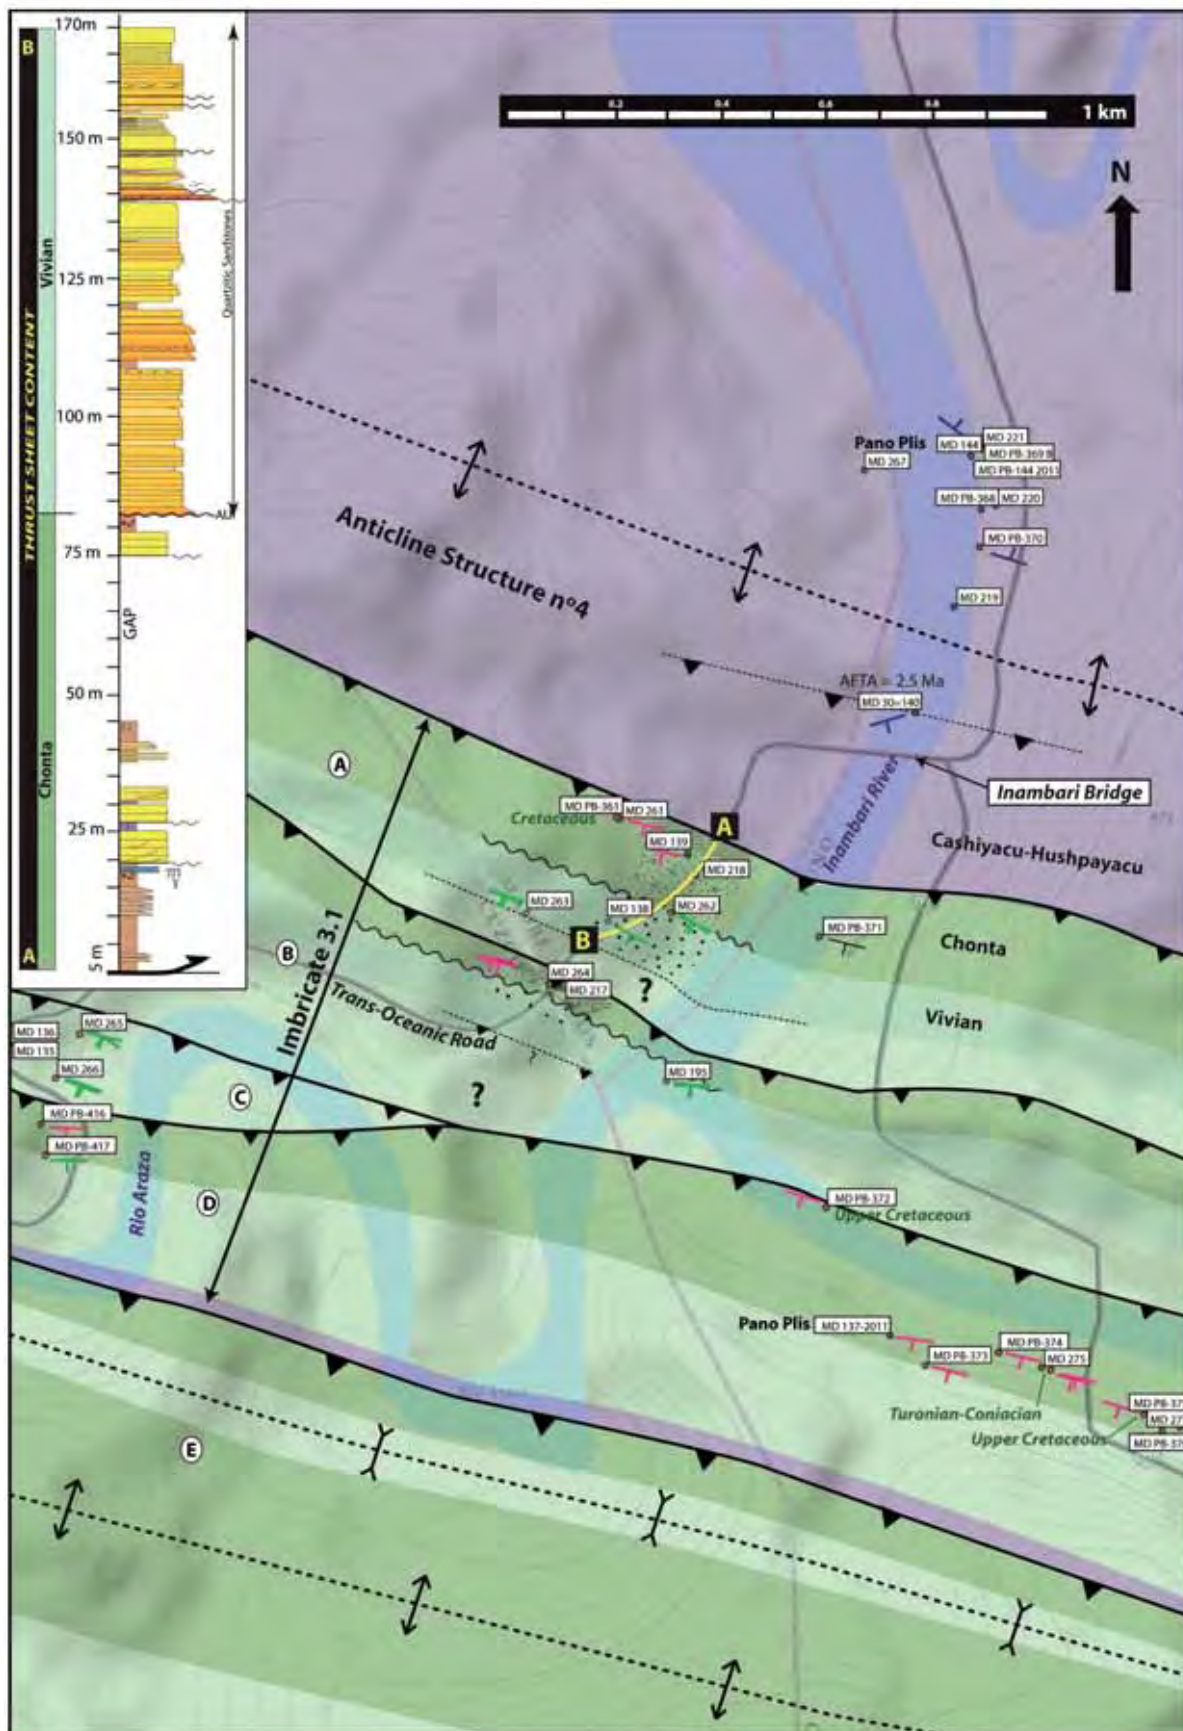 B
THRUST SHEET CONTENT
A
Vivian
Chonta
170m
150 m
125 m
100 m
75 m
50 m
25 m
5 m
GAP
Quartzitic Sandstones
???
0.2
0.4
0.6
0.8
1 km
N
Pano Plis
MD 144
MD 221
MD PB-369 B
MD PB-144 2011
MD 267
MD PB-368
MD 220
MD PB-370
MD 219
Anticline Structure nº4
AFTA = 2.5 Ma
MD 30=140
Inambari River
Inambari Bridge
Cashiyacu-Hushpayacu
A
MD PB-361
MD 261
Cretaceous
A
MD 139
MD 218
MD 263
MD 138
MD 262
MD PB-371
Chonta
B
B
MD 264
MD 217
?
Vivian
Imbricate 3.1
Trans-Oceanic Road
MD 136
MD 265
MD 135
MD 266
MD 195
C
?
MD PB-416
MD PB-417
Rio Araza
D
MD PB-372
Upper Cretaceous
Pano Plis
MD 137-2011
MD PB-374
MD PB-373
MD 275
Turonian-Coniacian
Upper Cretaceous
E